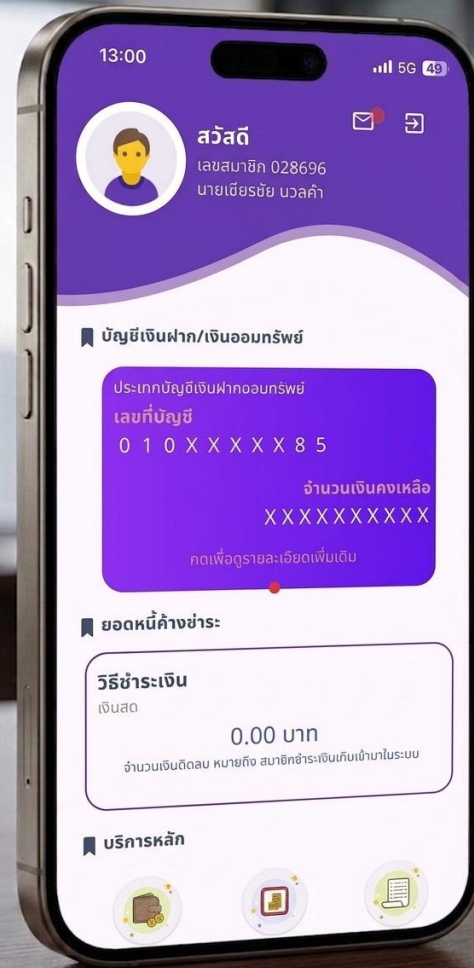 13:00
5G 49
สวัสดี
เลขสมาชิก 028696
นายเชียรชัย นวลคำ
บัญชีเงินฝาก/เงินออมทรัพย์
ประเภทบัญชีเงินฝากออมทรัพย์
เลขที่บัญชี
0 1 0 X X X X X 8 5
จำนวนเงินคงเหลือ
X X X X X X X X X X
กดเพื่อดูรายละเอียดเพิ่มเติม
ยอดหนี้ค้างชำระ
วิธีชำระเงิน
เงินสด
0.00 บาท
จำนวนเงินติดลบ หมายถึง สมาชิกชำระเงินเกินเข้ามาในระบบ
บริการหลัก